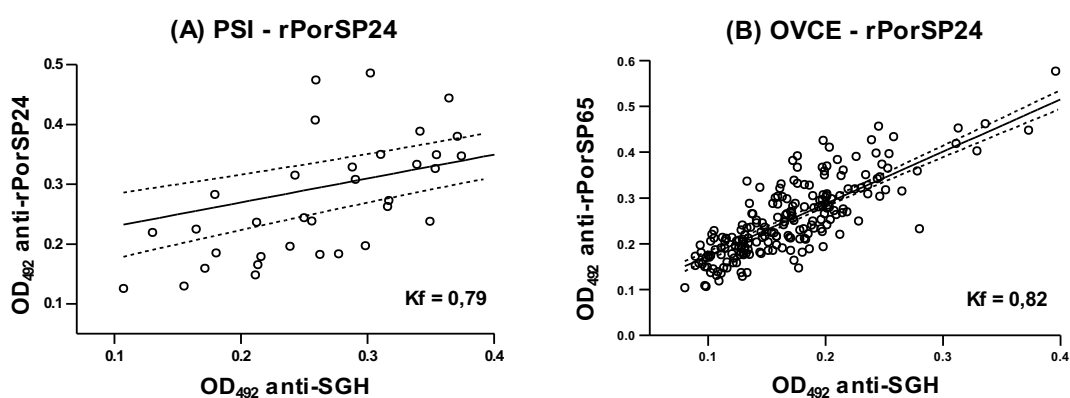 (A) PSI - rPorSP24
OD492 anti-rPorSP24
0.5
0.4
0.3
0.2
0.1
Kf = 0,79
0.1 0.2 0.3 0.4
OD492 anti-SGH
(B) OVCE - rPorSP24
OD492 anti-rPorSP65
0.6
0.5
0.4
0.3
0.2
0.1
0.0
Kf = 0,82
0.1 0.2 0.3 0.4
OD492 anti-SGH